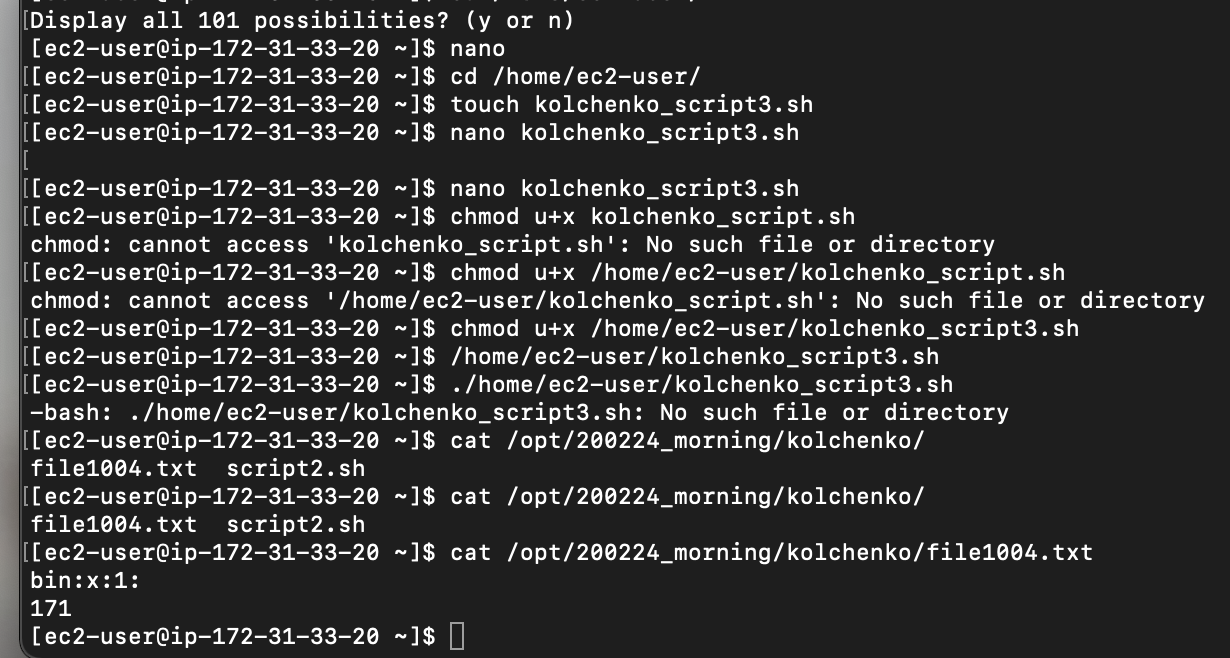 [Display all 101 possibilities? (y or n)
[ec2-user@ip-172-31-33-20 ~]$ nano
[[ec2-user@ip-172-31-33-20 ~]$ cd /home/ec2-user/
[[ec2-user@ip-172-31-33-20 ~]$ touch kolchenko_script3.sh
[[ec2-user@ip-172-31-33-20 ~]$ nano kolchenko_script3.sh
[
[[ec2-user@ip-172-31-33-20 ~]$ nano kolchenko_script3.sh
[[ec2-user@ip-172-31-33-20 ~]$ chmod u+x kolchenko_script.sh
chmod: cannot access 'kolchenko_script.sh': No such file or directory
[[ec2-user@ip-172-31-33-20 ~]$ chmod u+x /home/ec2-user/kolchenko_script.sh
chmod: cannot access '/home/ec2-user/kolchenko_script.sh': No such file or directory
[[ec2-user@ip-172-31-33-20 ~]$ chmod u+x /home/ec2-user/kolchenko_script3.sh
[[ec2-user@ip-172-31-33-20 ~]$ /home/ec2-user/kolchenko_script3.sh
[[ec2-user@ip-172-31-33-20 ~]$ ./home/ec2-user/kolchenko_script3.sh
-bash: ./home/ec2-user/kolchenko_script3.sh: No such file or directory
[[ec2-user@ip-172-31-33-20 ~]$ cat /opt/200224_morning/kolchenko/
file1004.txt  script2.sh
[[ec2-user@ip-172-31-33-20 ~]$ cat /opt/200224_morning/kolchenko/
file1004.txt  script2.sh
[[ec2-user@ip-172-31-33-20 ~]$ cat /opt/200224_morning/kolchenko/file1004.txt
bin:x:1:
171
[ec2-user@ip-172-31-33-20 ~]$